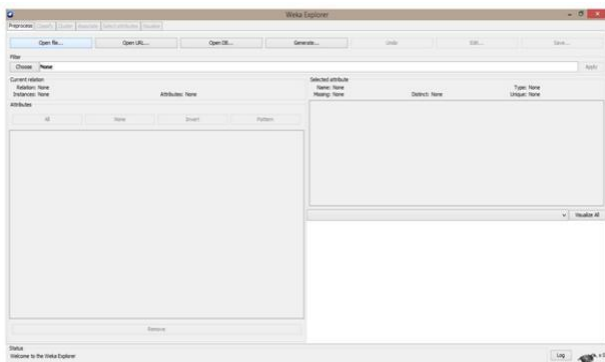 Weka Explorer
Preprocess Classify Cluster Associate Select attributes Visualize
Open file... Open URL... Open DB... Generate... Undo Edit... Save...
Filter
Choose None Apply
Current relation
Relation: None
Instances: None Attributes: None
Selected attribute
Name: None Type: None
Missing: None Distinct: None Unique: None
Attributes
All None Invert Pattern
Visualize All
Remove
Status
Welcome to the Weka Explorer
Log x 0